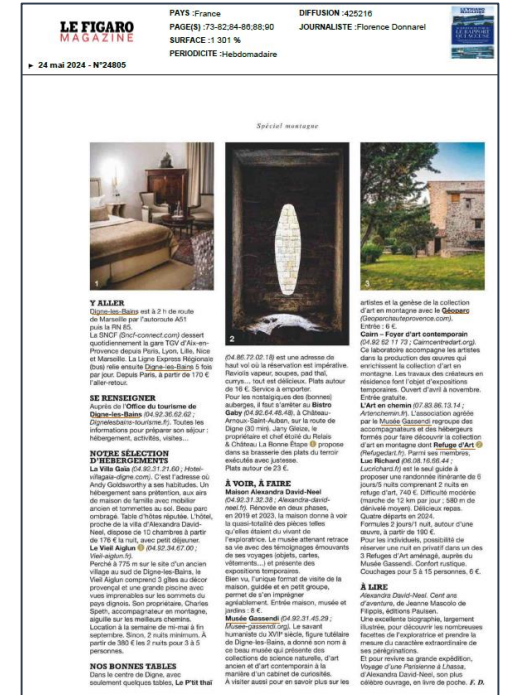 LE FIGARO
MAGAZINE
PAYS :France
PAGE(S) :73-82;84-86;88;90
SURFACE :1 301 %
PERIODICITE :Hebdomadaire
DIFFUSION :425216
JOURNALISTE :Florence Donnarel
► 24 mai 2024 - N°24805
Spécial montagne
1
Y ALLER
Digne-les-Bains est à 2 h de route
de Marseille par l'autoroute A51
puis la RN 85.
La SNCF (Sncf-connect.com) dessert
quotidiennement la gare TGV d'Aix-en-
Provence depuis Paris, Lyon, Lille, Nice
et Marseille. La Ligne Express Régionale
(bus) relie ensuite Digne-les-Bains 5 fois
par jour. Depuis Paris, à partir de 170 €
l'aller-retour.
SE RENSEIGNER
Auprès de l'Office du tourisme de
Digne-les-Bains (04.92.36.62.62 ;
Dignelesbains-tourisme.fr). Toutes les
informations pour préparer son séjour :
hébergement, activités, visites...
NOTRE SÉLECTION
D'HÉBERGEMENTS
La Villa Gaïa (04.92.31.21.60 ; Hotel-
villagaia-digne.com). C'est l'adresse où
Andy Goldsworthy a ses habitudes. Un
hébergement sans prétention, aux airs
de maison de famille avec mobilier
ancien et tommettes au sol. Beau parc
ombragé. Table d'hôtes réputée. L'hôtel,
proche de la villa d'Alexandra David-
Neel, dispose de 10 chambres à partir
de 176 € la nuit, avec petit déjeuner.
Le Vieil Aiglun (04.92.34.67.00 ;
Vieil-aiglun.fr).
Perché à 775 m sur le site d'un ancien
village au sud de Digne-les-Bains, le
Vieil Aiglun comprend 3 gîtes au décor
provençal et une grande piscine avec
vues imprenables sur les sommets du
pays dignois. Son propriétaire, Charles
Speth, accompagnateur en montagne,
aiguille sur les meilleurs chemins.
Location à la semaine de mi-mai à fin
septembre. Sinon, 2 nuits minimum. À
partir de 380 € les 2 nuits pour 3 à 5
personnes.
NOS BONNES TABLES
Dans le centre de Digne, avec
seulement quelques tables, Le P'tit thaï
2
(04.86.72.02.18) est une adresse de
haut vol où la réservation est impérative.
Raviolis vapeur, soupes, pad thaï,
currys... tout est délicieux. Plats autour
de 16 €. Service à emporter.
Pour les nostalgiques des (bonnes)
auberges, il faut s'arrêter au Bistro
Gaby (04.92.64.48.48), à Château-
Arnoux-Saint-Auban, sur la route de
Digne (30 min). Jany Gleize, le
propriétaire et chef étoilé du Relais
& Château La Bonne Étape propose
dans sa brasserie des plats du terroir
exécutés avec justesse.
Plats autour de 23 €.
À VOIR, À FAIRE
Maison Alexandra David-Neel
(04.92.31.32.38 ; Alexandra-david-
neel.fr). Rénovée en deux phases,
en 2019 et 2023, la maison donne à voir
la quasi-totalité des pièces telles
qu'elles étaient du vivant de
l'exploratrice. Le musée attenant retrace
sa vie avec des témoignages émouvants
de ses voyages (objets, cartes,
vêtements...) et présente des
expositions temporaires.
Bien vu, l'unique format de visite de la
maison, guidée et en petit groupe,
permet de s'en imprégner
agréablement. Entrée maison, musée et
jardins : 8 €.
Musée Gassendi (04.92.31.45.29 ;
Musee-gassendi.org). Le savant
humaniste du XVIIe siècle, figure tutélaire
de Digne-les-Bains, a donné son nom à
ce beau musée qui présente des
collections de science naturelle, d'art
ancien et d'art contemporain à la
manière d'un cabinet de curiosités.
À visiter aussi pour en savoir plus sur les
3
artistes et la genèse de la collection
d'art en montagne avec le Géoparc
(Geoparchauteprovence.com).
Entrée : 6 €.
Cairn – Foyer d'art contemporain
(04.92 62 11 73 ; Cairncentredart.org).
Ce laboratoire accompagne les artistes
dans la production des œuvres qui
enrichissent la collection d'art en
montagne. Les travaux des créateurs en
résidence font l'objet d'expositions
temporaires. Ouvert d'avril à novembre.
Entrée gratuite.
L'Art en chemin (07.83.86.13.14 ;
Artenchemin.fr). L'association agréée
par le Musée Gassendi regroupe des
accompagnateurs et des hébergeurs
formés pour faire découvrir la collection
d'art en montagne dont Refuge d'Art
(Refugedart.fr). Parmi ses membres,
Luc Richard (06.08.16.66.44 ;
Lucrichard.fr) est le seul guide à
proposer une randonnée itinérante de 6
jours/5 nuits comprenant 2 nuits en
refuge d'art, 740 €. Difficulté modérée
(marche de 12 km par jour ; 580 m de
dénivelé moyen). Délicieux repas.
Quatre départs en 2024.
Formules 2 jours/1 nuit, autour d'une
œuvre, à partir de 190 €.
Pour les individuels, possibilité de
réserver une nuit en privatif dans un des
3 Refuges d'Art aménagé, auprès du
Musée Gassendi. Confort rustique.
Couchages pour 5 à 15 personnes, 6 €.
À LIRE
Alexandra David-Neel. Cent ans
d'aventure, de Jeanne Mascolo de
Filippis, éditions Paulsen.
Une excellente biographie, largement
illustrée, pour découvrir les nombreuses
facettes de l'exploratrice et prendre la
mesure du caractère extraordinaire de
ses pérégrinations.
Et pour revivre sa grande expédition,
Voyage d'une Parisienne à Lhassa,
d'Alexandra David-Neel, son plus
célèbre ouvrage, en livre de poche. F. D.